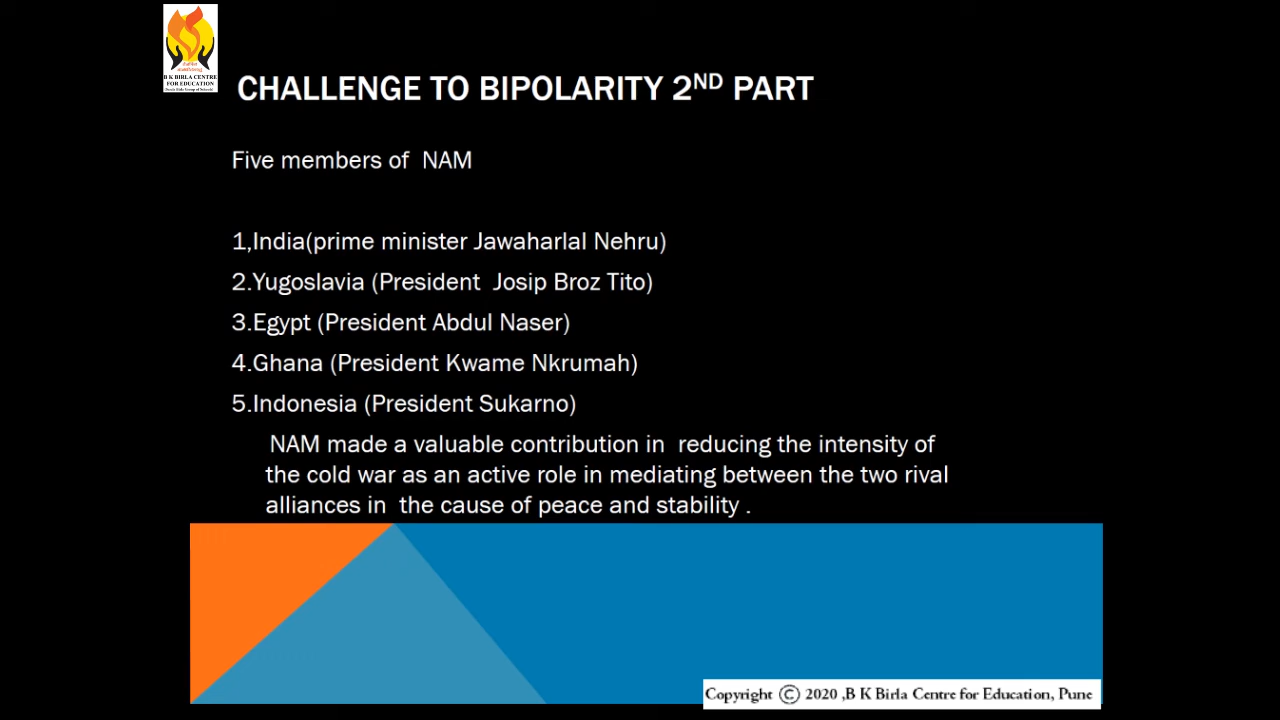 B K BIRLA CENTRE
FOR EDUCATION
CHALLENGE TO BIPOLARITY 2ND PART
Five members of NAM
1,India(prime minister Jawaharlal Nehru)
2.Yugoslavia (President Josip Broz Tito)
3.Egypt (President Abdul Naser)
4.Ghana (President Kwame Nkrumah)
5.Indonesia (President Sukarno)
NAM made a valuable contribution in reducing the intensity of
the cold war as an active role in mediating between the two rival
alliances in the cause of peace and stability .
Copyright © 2020 ,B K Birla Centre for Education, Pune